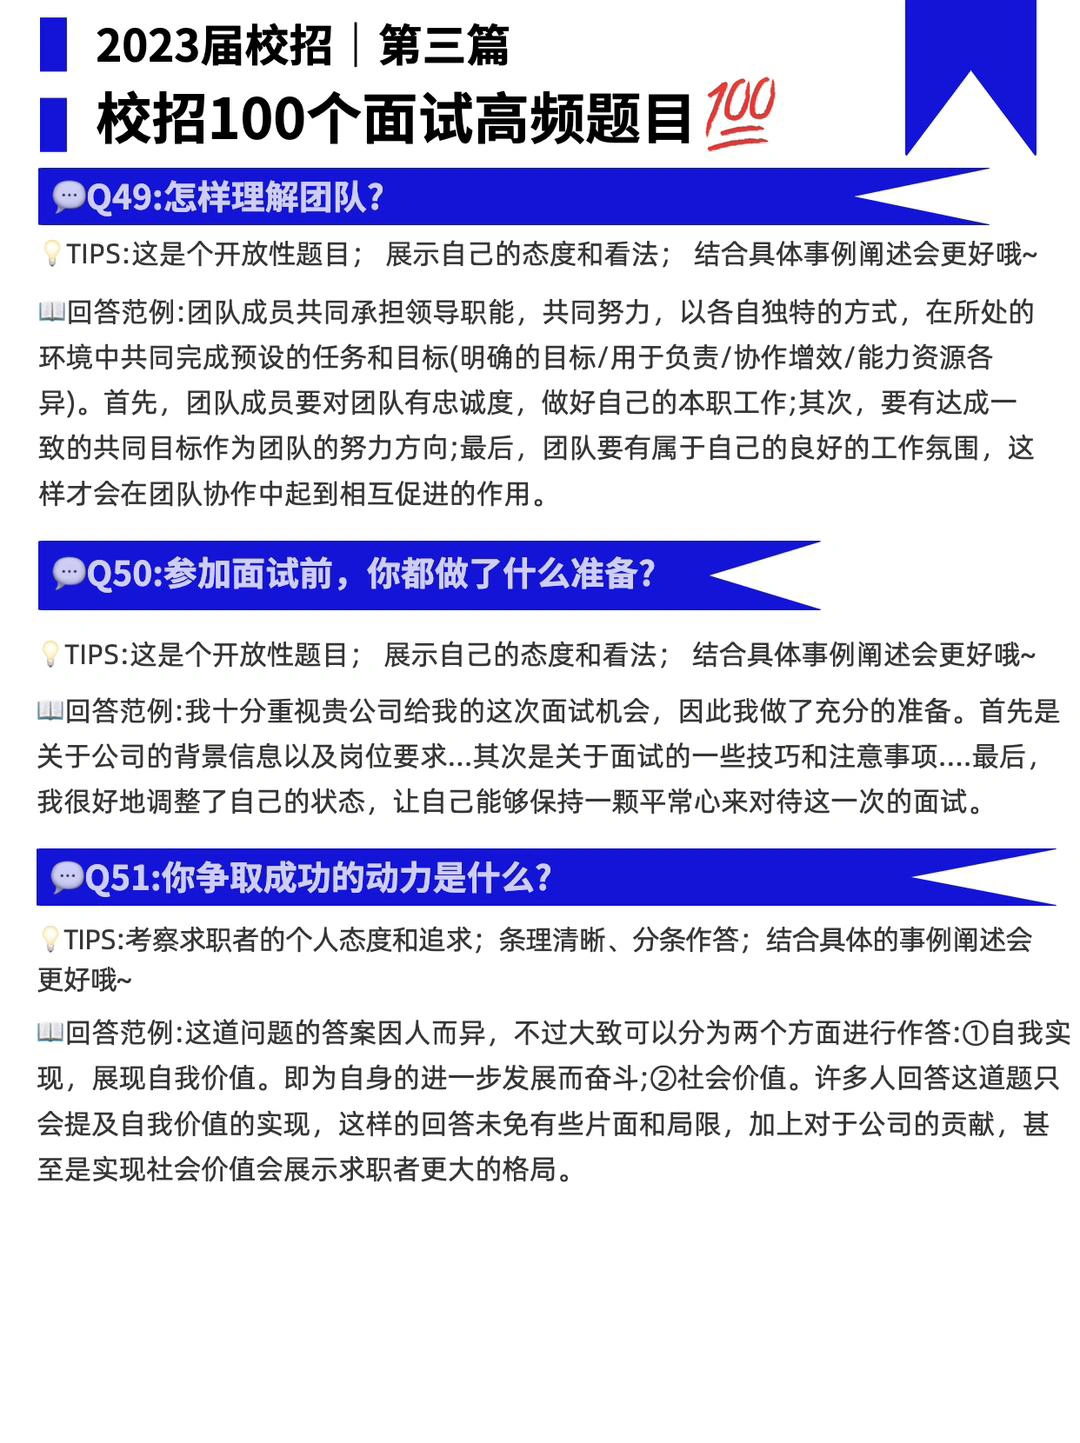 2023届校招｜第三篇
校招100个面试高频题目💯
💬Q49:怎样理解团队?
💡TIPS:这是个开放性题目； 展示自己的态度和看法； 结合具体事例阐述会更好哦~
📖回答范例:团队成员共同承担领导职能，共同努力，以各自独特的方式，在所处的
环境中共同完成预设的任务和目标(明确的目标/用于负责/协作增效/能力资源各
异)。首先，团队成员要对团队有忠诚度，做好自己的本职工作;其次，要有达成一
致的共同目标作为团队的努力方向;最后，团队要有属于自己的良好的工作氛围，这
样才会在团队协作中起到相互促进的作用。
💬Q50:参加面试前，你都做了什么准备?
💡TIPS:这是个开放性题目； 展示自己的态度和看法； 结合具体事例阐述会更好哦~
📖回答范例:我十分重视贵公司给我的这次面试机会，因此我做了充分的准备。首先是
关于公司的背景信息以及岗位要求...其次是关于面试的一些技巧和注意事项....最后，
我很好地调整了自己的状态，让自己能够保持一颗平常心来对待这一次的面试。
💬Q51:你争取成功的动力是什么?
💡TIPS:考察求职者的个人态度和追求；条理清晰、分条作答；结合具体的事例阐述会
更好哦~
📖回答范例:这道问题的答案因人而异，不过大致可以分为两个方面进行作答:①自我实
现，展现自我价值。即为自身的进一步发展而奋斗;②社会价值。许多人回答这道题只
会提及自我价值的实现，这样的回答未免有些片面和局限，加上对于公司的贡献，甚
至是实现社会价值会展示求职者更大的格局。